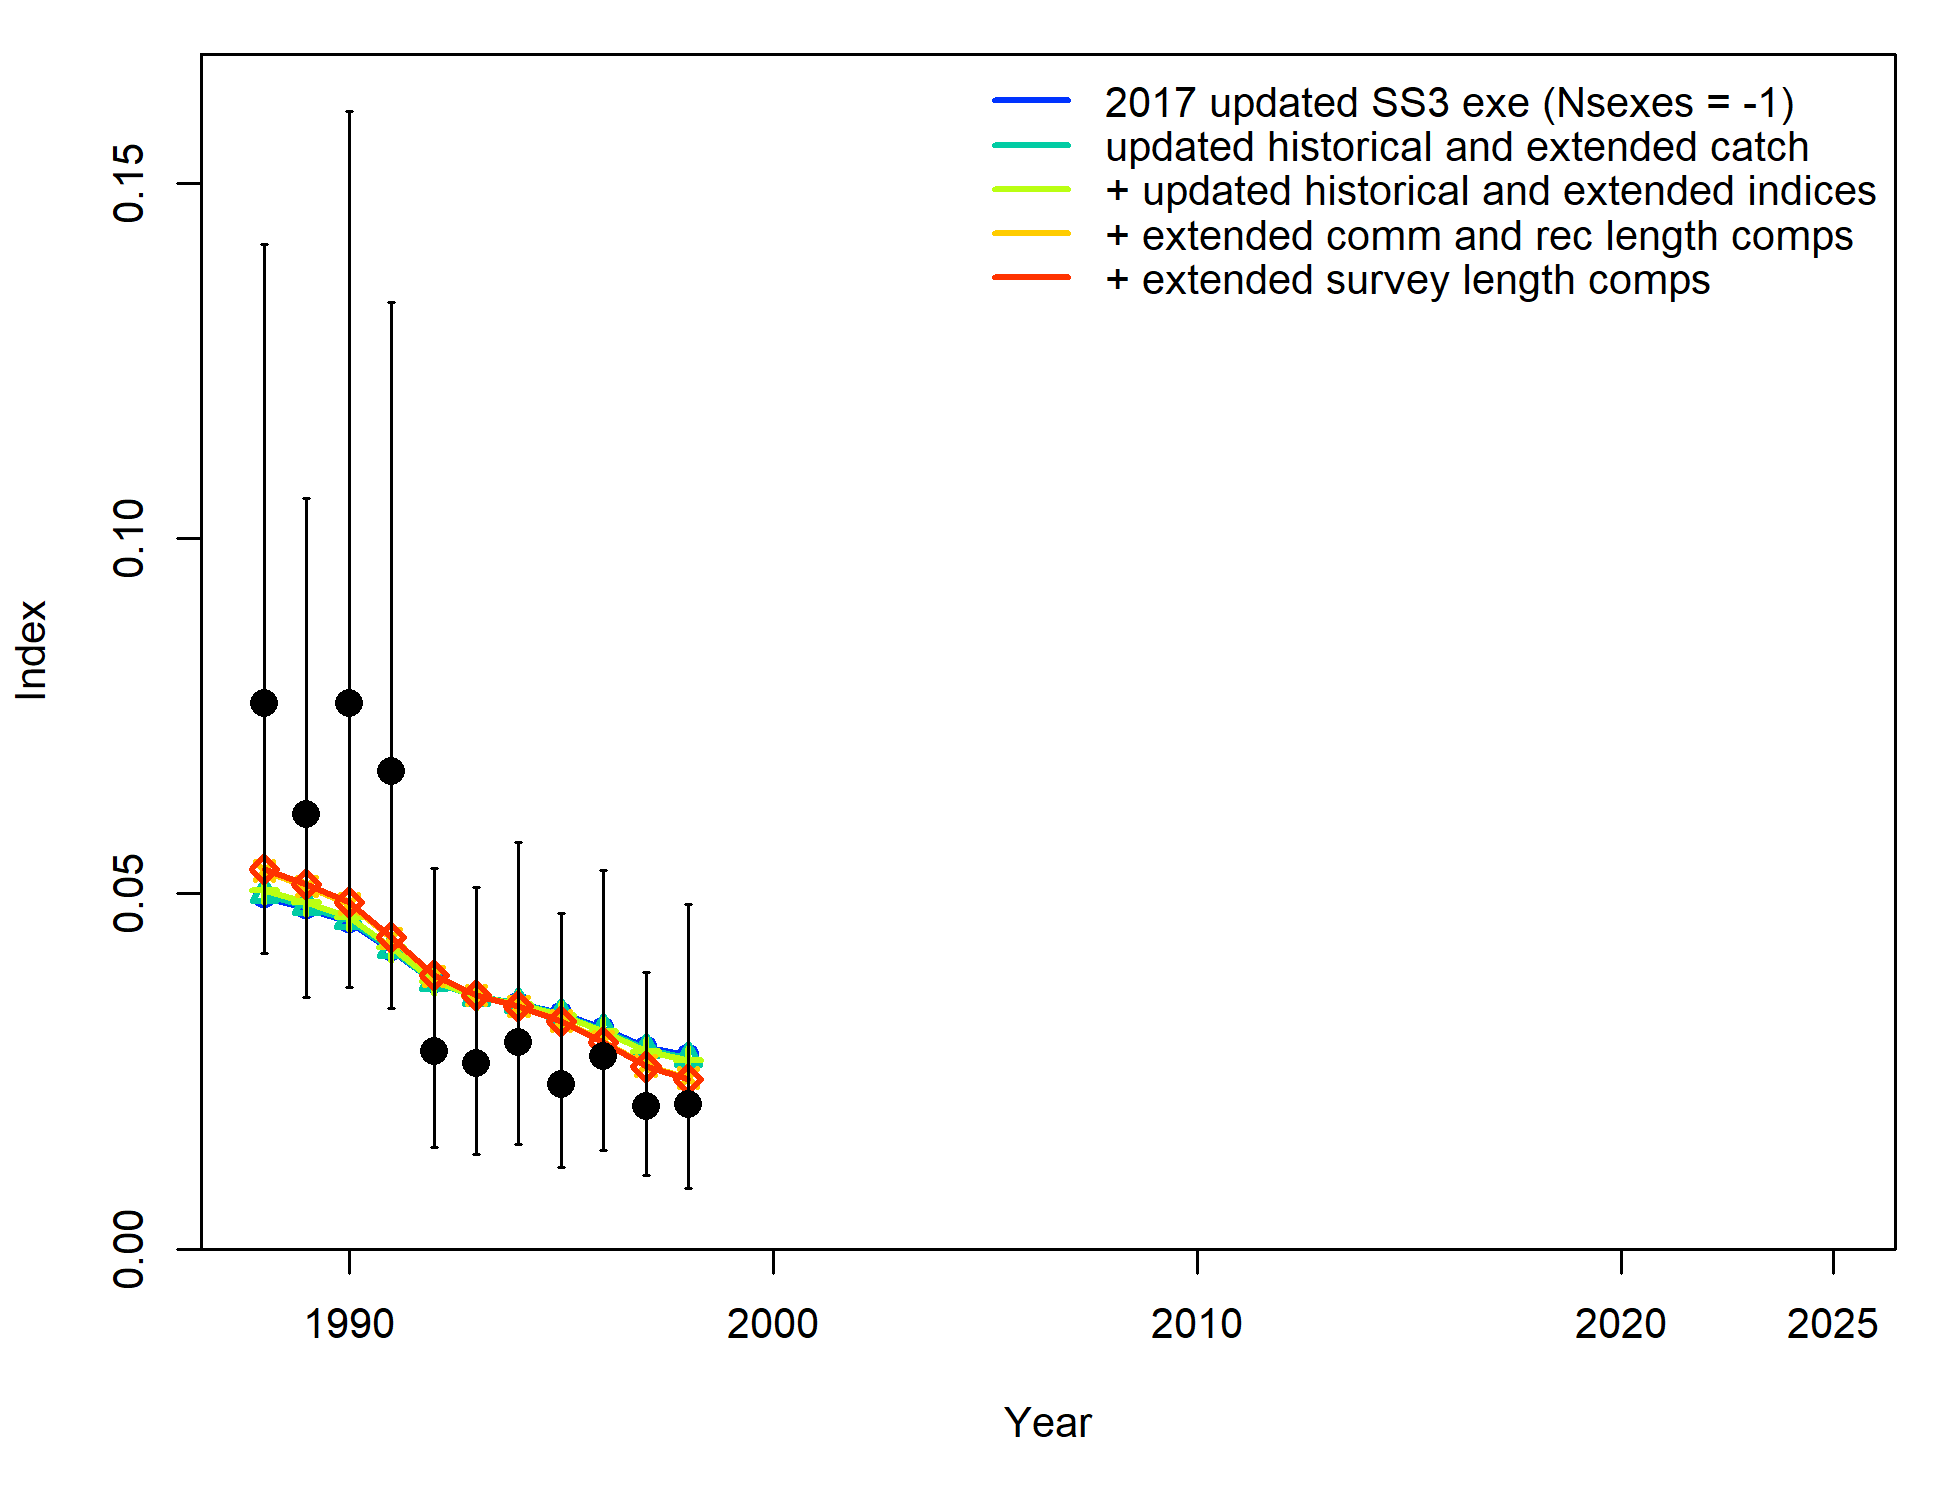 2017 updated SS3 exe (Nsexes = -1)
updated historical and extended catch
+ updated historical and extended indices
+ extended comm and rec length comps
+ extended survey length comps
0.15
0.10
0.05
0.00
Index
1990 2000 2010 2020 2025
Year